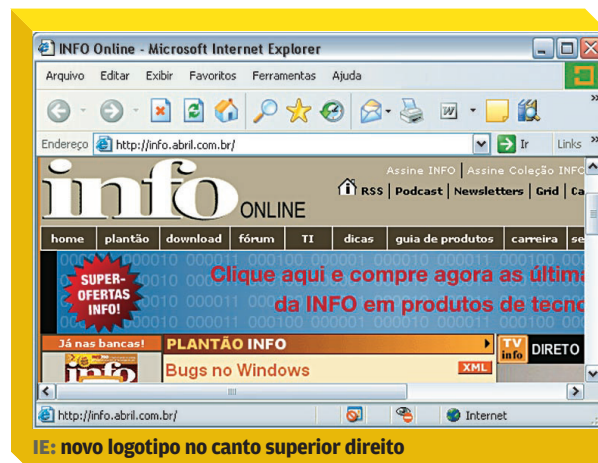 INFO Online - Microsoft Internet Explorer
Arquivo Editar Exibir Favoritos Ferramentas Ajuda
Endereço http://info.abril.com.br/ Ir Links
Assine INFO | Assine Coleção INFO
info ONLINE
RSS | Podcast | Newsletters | Grid | Ca
home plantão download fórum TI dicas guia de produtos carreira se
SUPER-
OFERTAS
INFO!
Clique aqui e compre agora as última
da INFO em produtos de tecno
Já nas bancas!
info
PLANTÃO INFO
Bugs no Windows XML
TV
info DIRETO
http://info.abril.com.br/ Internet
IE: novo logotipo no canto superior direito